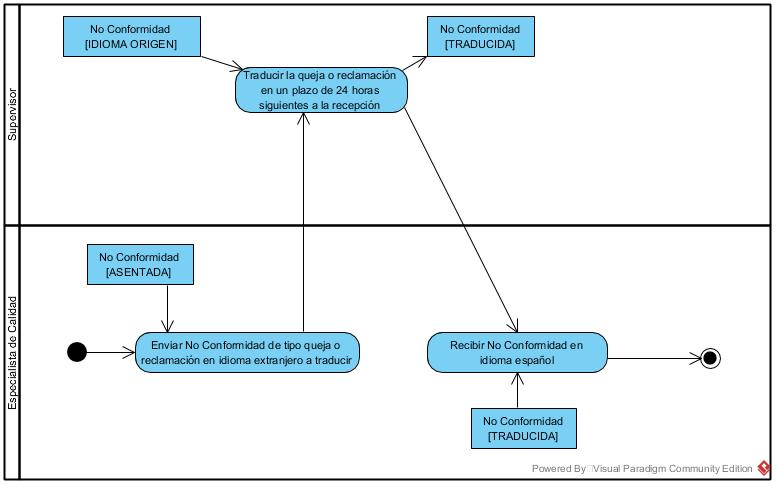 Supervisor
No Conformidad
[IDIOMA ORIGEN]
No Conformidad
[TRADUCIDA]
Traducir la queja o reclamación
en un plazo de 24 horas
siguientes a la recepción
Especialista de Calidad
No Conformidad
[ASENTADA]
Enviar No Conformidad de tipo queja o
reclamación en idioma extranjero a traducir
Recibir No Conformidad en
idioma español
No Conformidad
[TRADUCIDA]
Powered By Visual Paradigm Community Edition